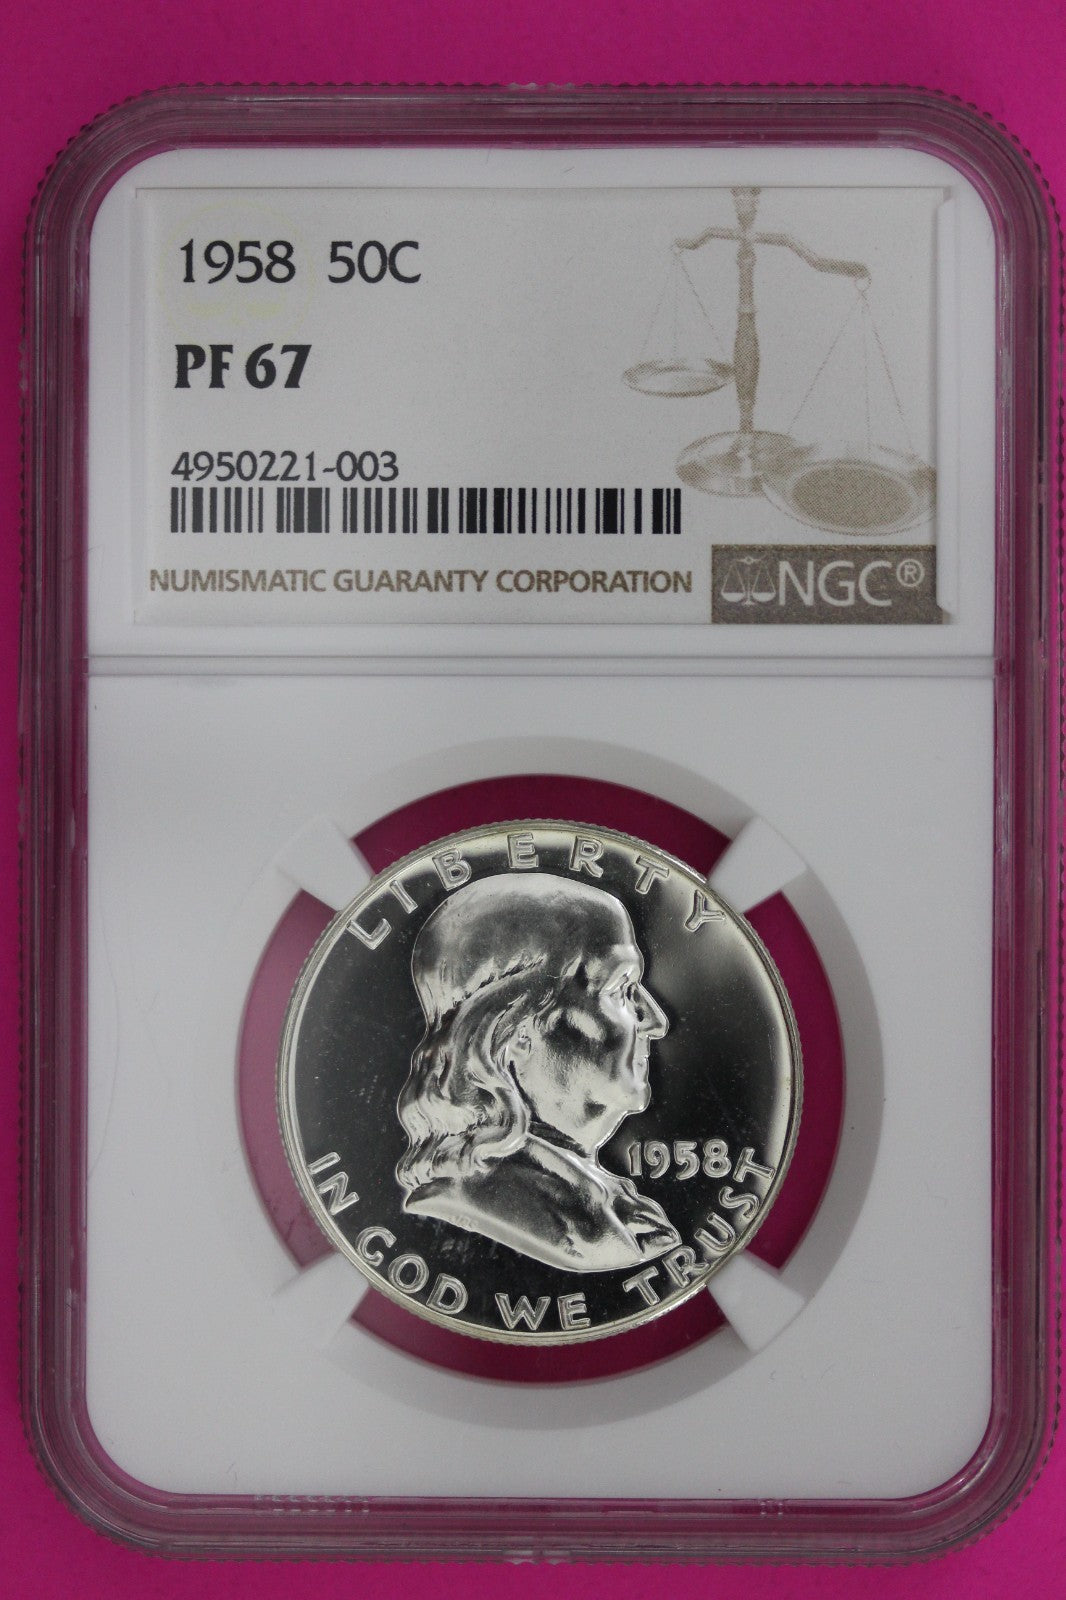 1958 50C
PF 67
4950221-003
NUMISMATIC GUARANTY CORPORATION
NGC®
LIBERTY
1958
IN GOD WE TRUST